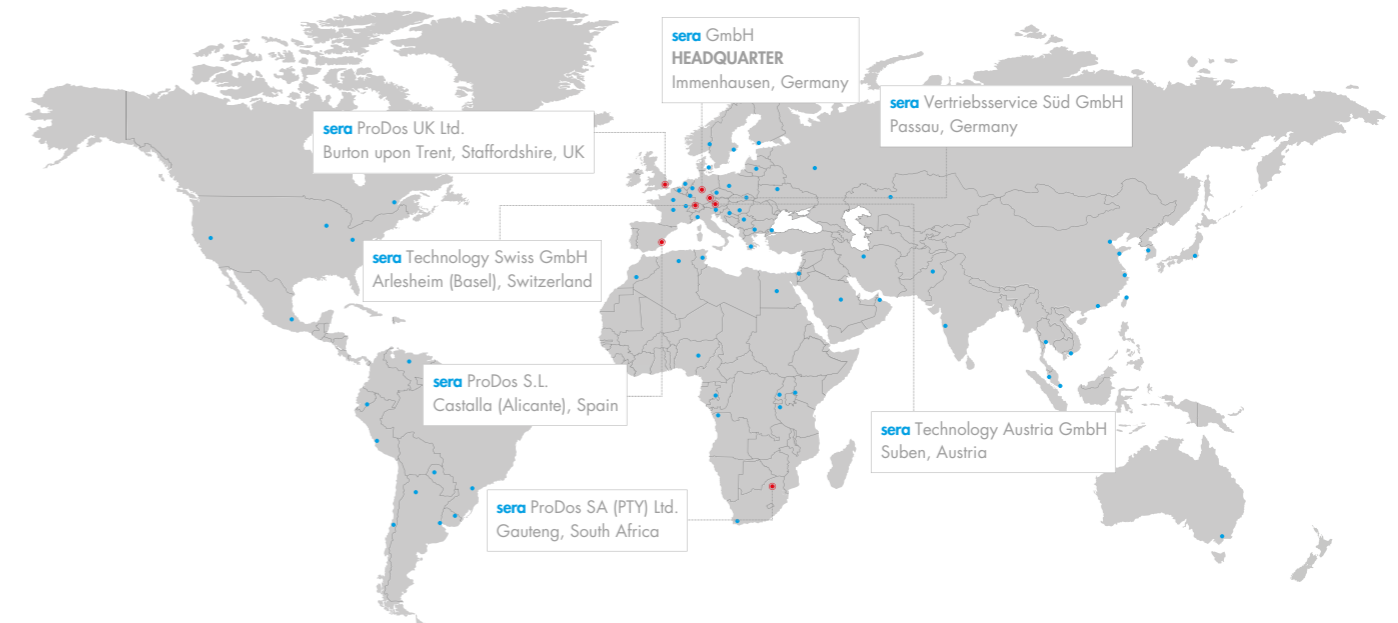 sera GmbH
HEADQUARTER
Immenhausen, Germany
sera Vertriebsservice Süd GmbH
Passau, Germany
sera ProDos UK Ltd.
Burton upon Trent, Staffordshire, UK
sera Technology Swiss GmbH
Arlesheim (Basel), Switzerland
sera ProDos S.L.
Castalla (Alicante), Spain
sera Technology Austria GmbH
Suben, Austria
sera ProDos SA (PTY) Ltd.
Gauteng, South Africa